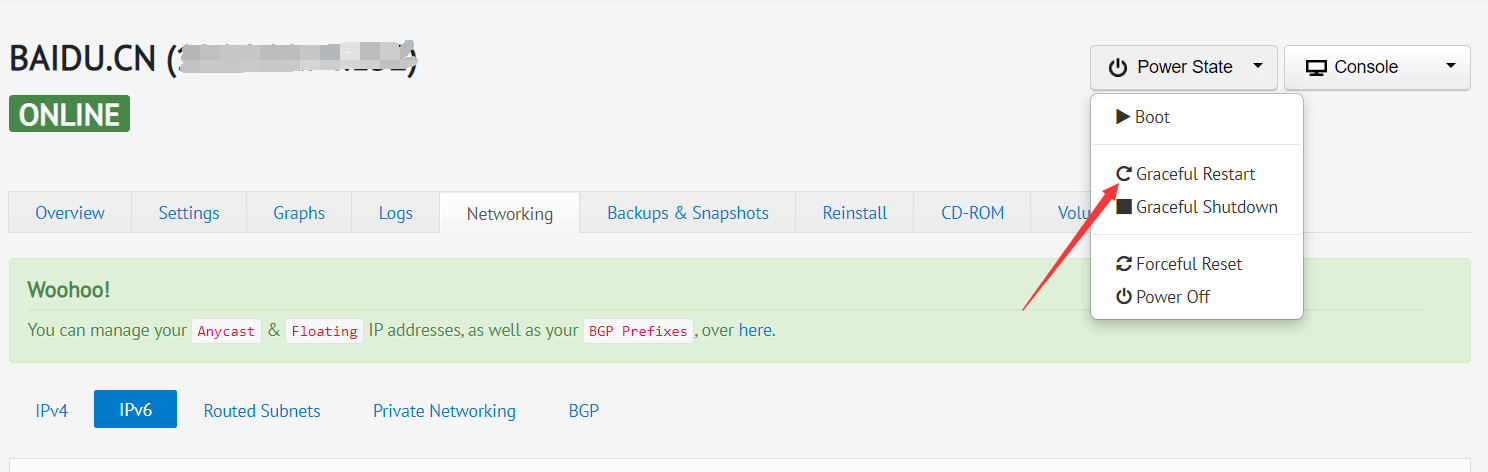 BAIDU.CN (
Power State
Console
ONLINE
Boot
Graceful Restart
Graceful Shutdown
Forceful Reset
Power Off
Overview
Settings
Graphs
Logs
Networking
Backups & Snapshots
Reinstall
CD-ROM
Volu
Woohoo!
You can manage your Anycast & Floating IP addresses, as well as your BGP Prefixes, over here.
IPv4
IPv6
Routed Subnets
Private Networking
BGP